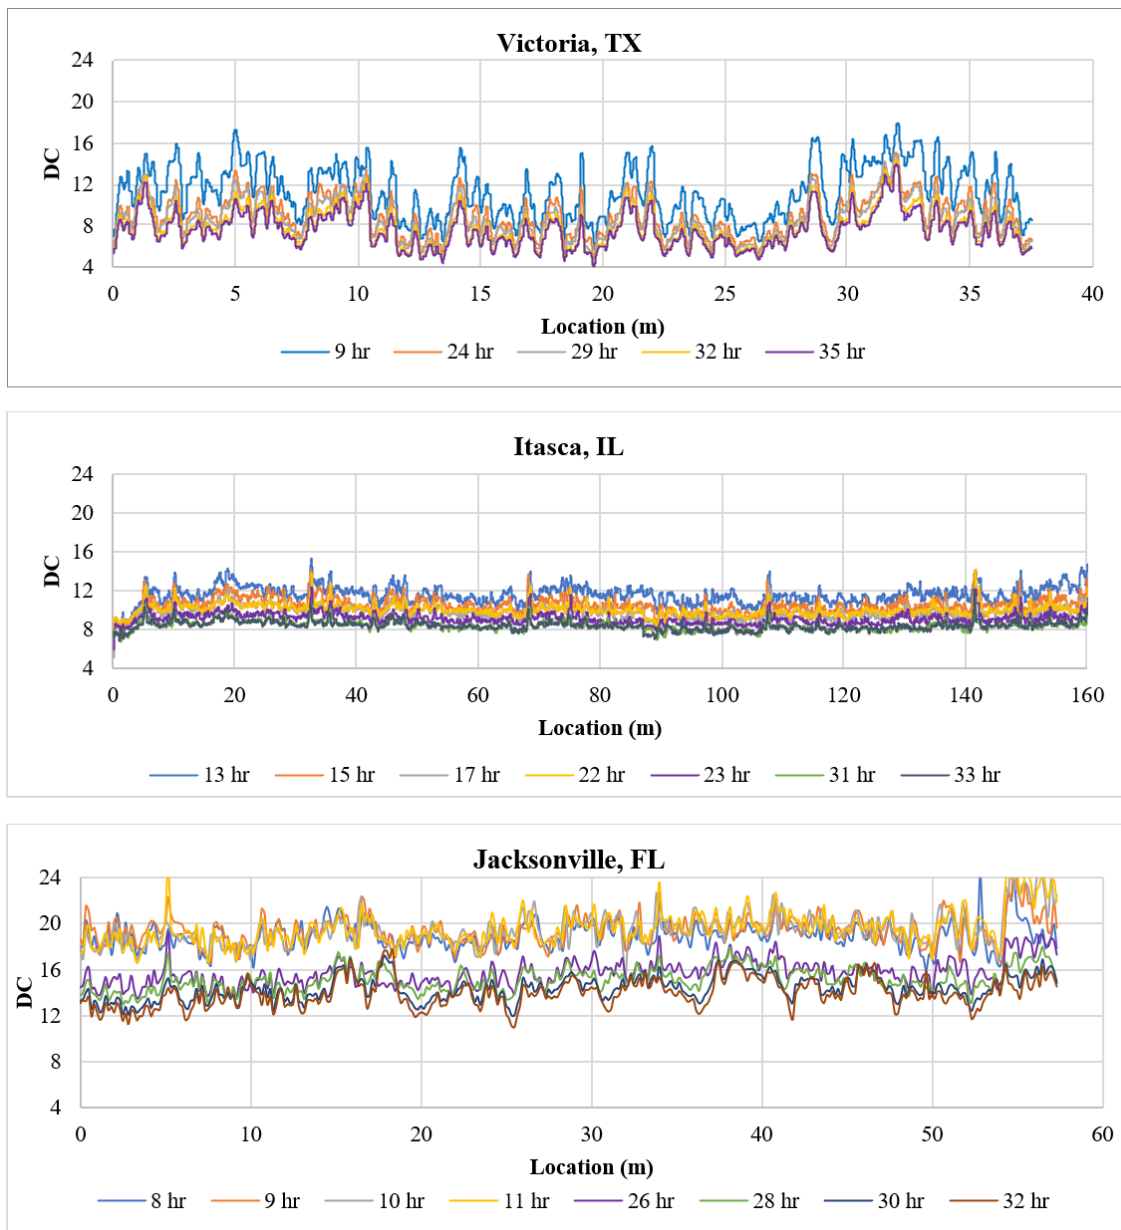 Victoria, TX
24
20
16
12
8
4
DC
0 5 10 15 20 25 30 35 40
Location (m)
9 hr 24 hr 29 hr 32 hr 35 hr
Itasca, IL
24
20
16
12
8
4
DC
0 20 40 60 80 100 120 140 160
Location (m)
13 hr 15 hr 17 hr 22 hr 23 hr 31 hr 33 hr
Jacksonville, FL
24
20
16
12
8
4
DC
0 10 20 30 40 50 60
Location (m)
8 hr 9 hr 10 hr 11 hr 26 hr 28 hr 30 hr 32 hr